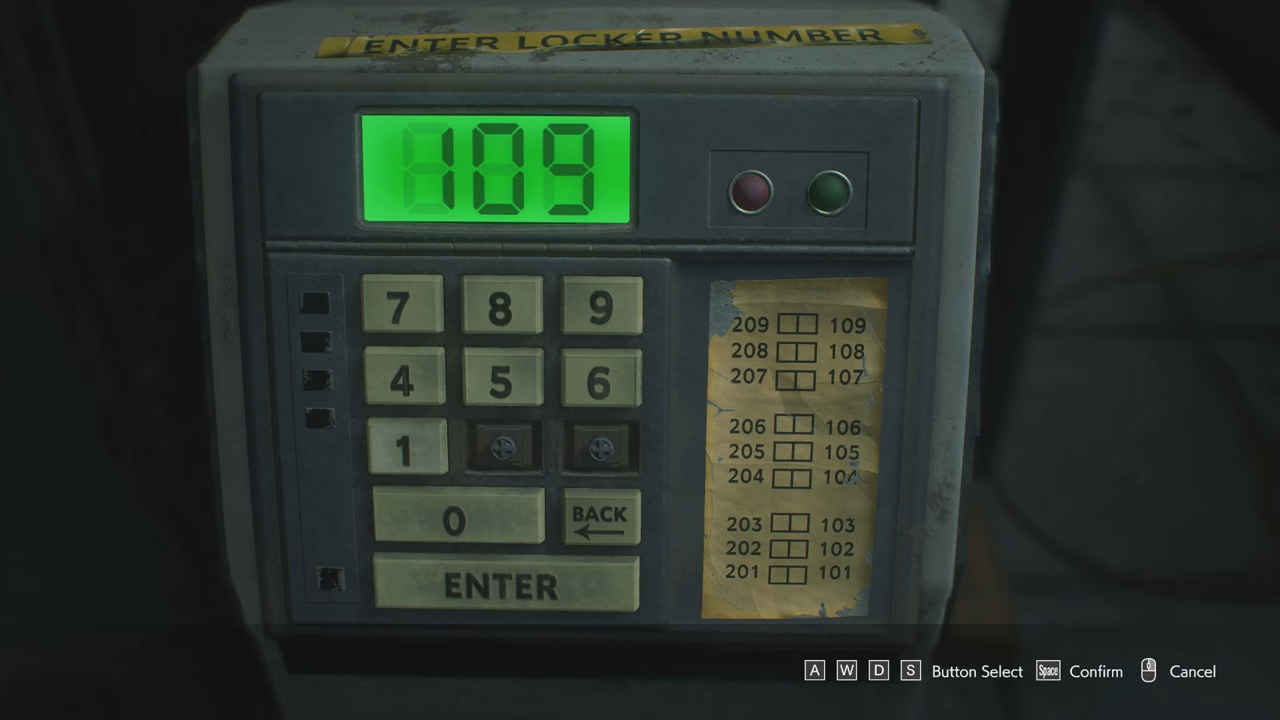 ENTER LOCKER NUMBER
109
7 8 9
4 5 6
1
0 BACK
ENTER
209 109
208 108
207 107
206 106
205 105
204 104
203 103
202 102
201 101
A W D S Button Select Space Confirm Cancel